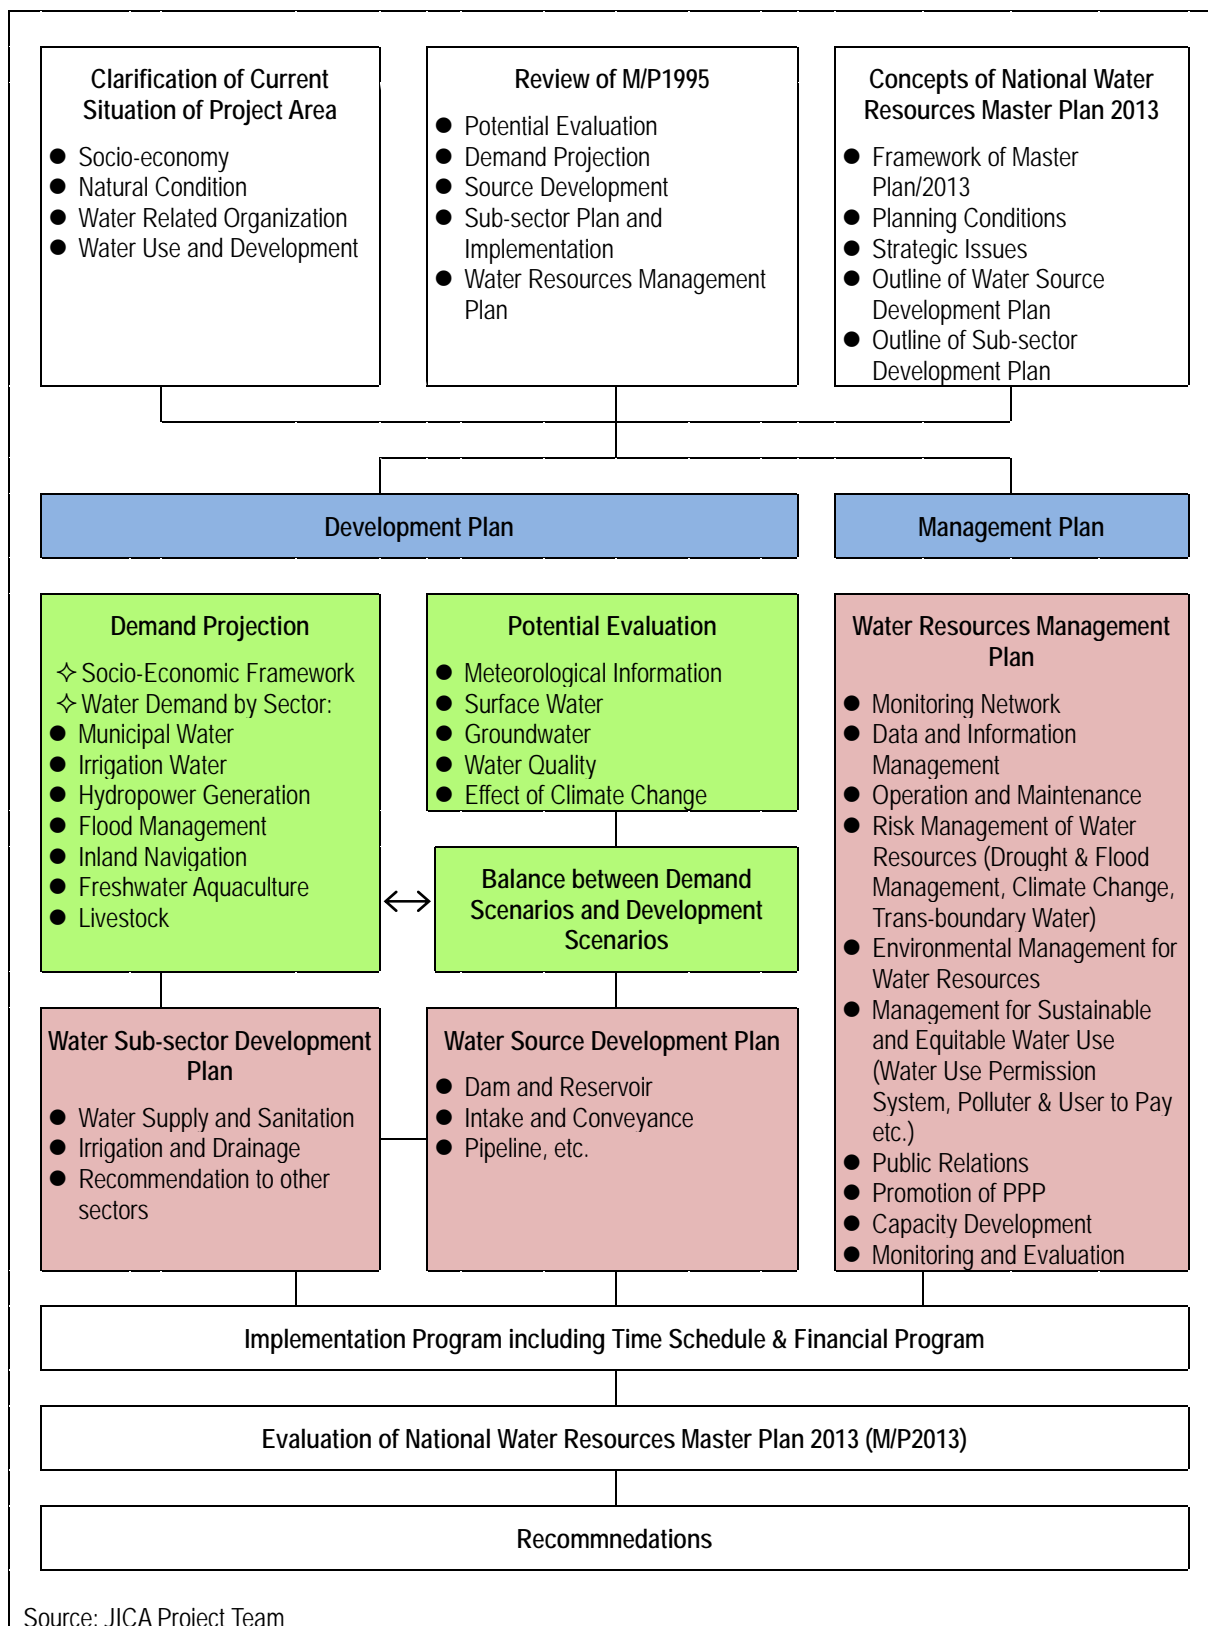 Clarification of Current
Situation of Project Area
● Socio-economy
● Natural Condition
● Water Related Organization
● Water Use and Development
Review of M/P1995
● Potential Evaluation
● Demand Projection
● Source Development
● Sub-sector Plan and
Implementation
● Water Resources Management
Plan
Concepts of National Water
Resources Master Plan 2013
● Framework of Master
Plan/2013
● Planning Conditions
● Strategic Issues
● Outline of Water Source
Development Plan
● Outline of Sub-sector
Development Plan
Development Plan
Management Plan
Demand Projection
✧ Socio-Economic Framework
✧ Water Demand by Sector:
● Municipal Water
● Irrigation Water
● Hydropower Generation
● Flood Management
● Inland Navigation
● Freshwater Aquaculture
● Livestock
Potential Evaluation
● Meteorological Information
● Surface Water
● Groundwater
● Water Quality
● Effect of Climate Change
Balance between Demand
Scenarios and Development
Scenarios
Water Resources Management
Plan
● Monitoring Network
● Data and Information
Management
● Operation and Maintenance
● Risk Management of Water
Resources (Drought & Flood
Management, Climate Change,
Trans-boundary Water)
● Environmental Management for
Water Resources
● Management for Sustainable
and Equitable Water Use
(Water Use Permission
System, Polluter & User to Pay
etc.)
● Public Relations
● Promotion of PPP
● Capacity Development
● Monitoring and Evaluation
Water Sub-sector Development
Plan
● Water Supply and Sanitation
● Irrigation and Drainage
● Recommendation to other
sectors
Water Source Development Plan
● Dam and Reservoir
● Intake and Conveyance
● Pipeline, etc.
Implementation Program including Time Schedule & Financial Program
Evaluation of National Water Resources Master Plan 2013 (M/P2013)
Recommnedations
Source: JICA Project Team